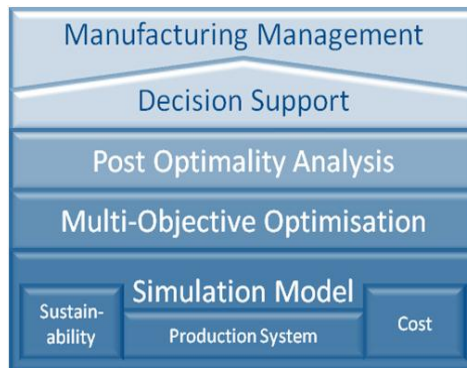 Manufacturing Management
Decision Support
Post Optimality Analysis
Multi-Objective Optimisation
Simulation Model
Sustain-
ability
Production System
Cost